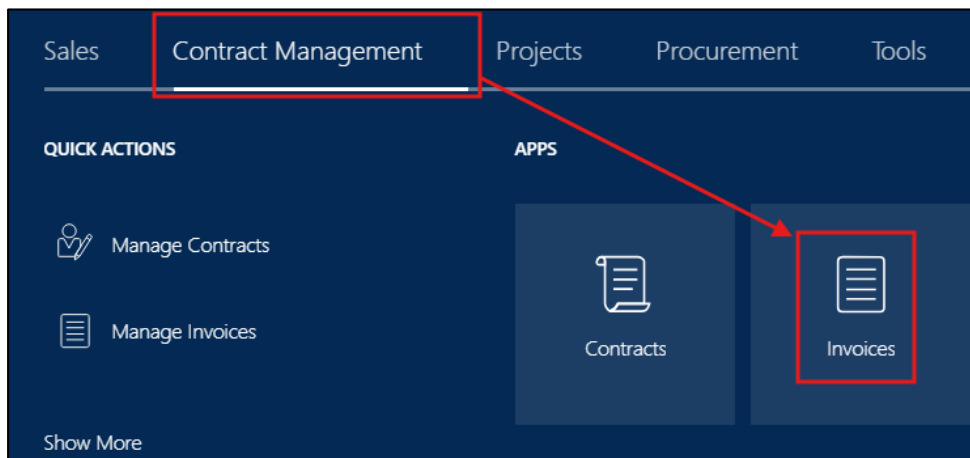 Sales Contract Management Projects Procurement Tools
QUICK ACTIONS
Manage Contracts
Manage Invoices
Show More
APPS
Contracts
Invoices